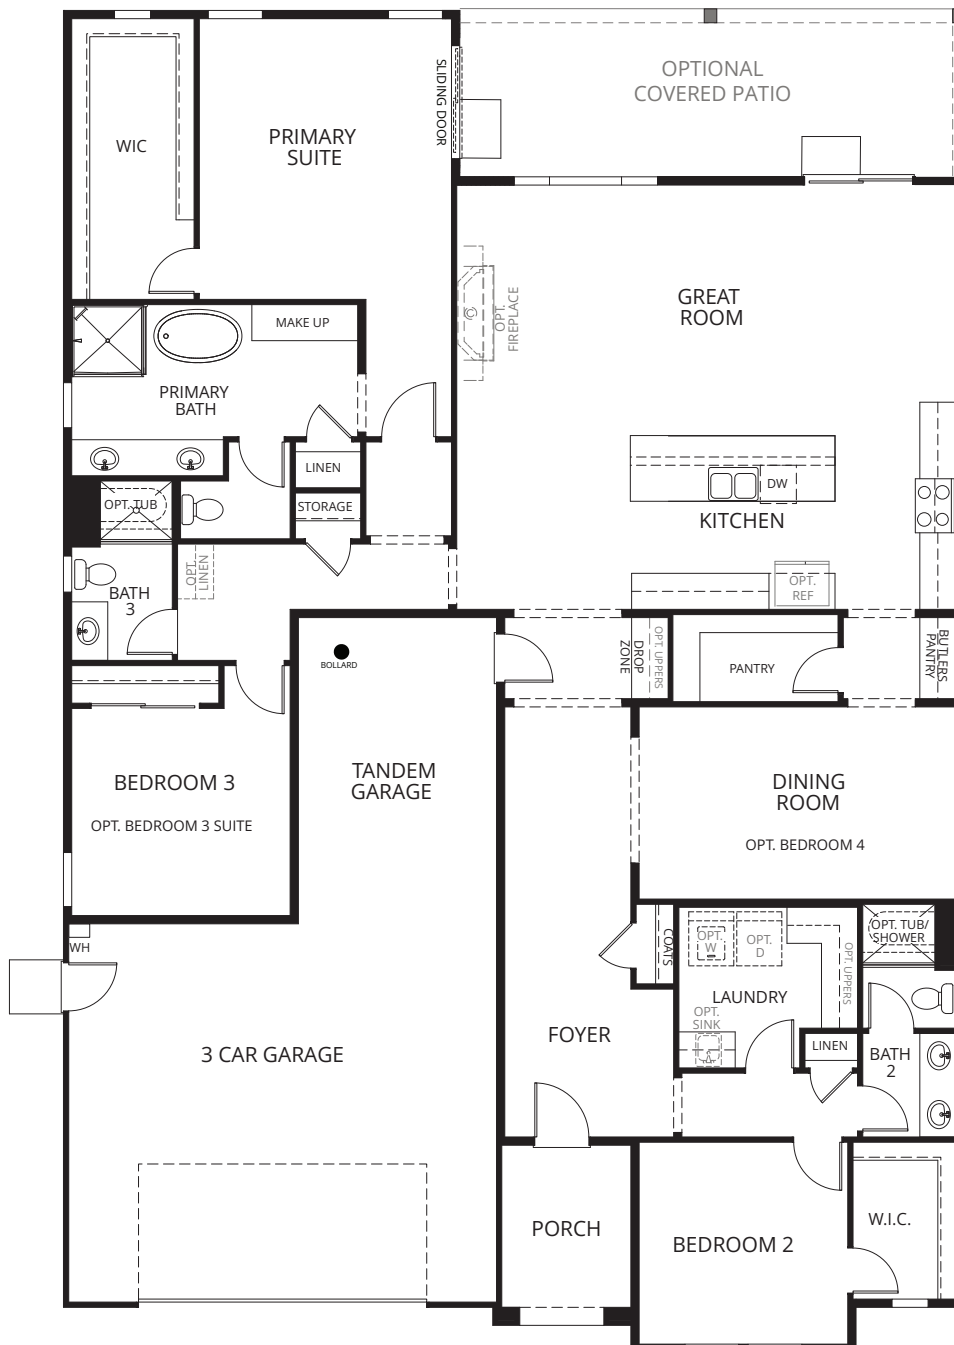 OPTIONAL
COVERED PATIO
SLIDING DOOR
WIC
PRIMARY
SUITE
GREAT
ROOM
OPT.
FIREPLACE
MAKE UP
PRIMARY
BATH
LINEN
DW
OPT. TUB
STORAGE
KITCHEN
OPT.
LINEN
OPT.
REF
BATH
3
BOLLARD
DROP
ZONE
OPT. UPPERS
PANTRY
BUTLERS
PANTRY
BEDROOM 3
OPT. BEDROOM 3 SUITE
TANDEM
GARAGE
DINING
ROOM
OPT. BEDROOM 4
WH
COATS
OPT.
W
OPT.
D
OPT. UPPERS
OPT. TUB/
SHOWER
LAUNDRY
OPT.
SINK
FOYER
3 CAR GARAGE
LINEN
BATH
2
PORCH
BEDROOM 2
W.I.C.